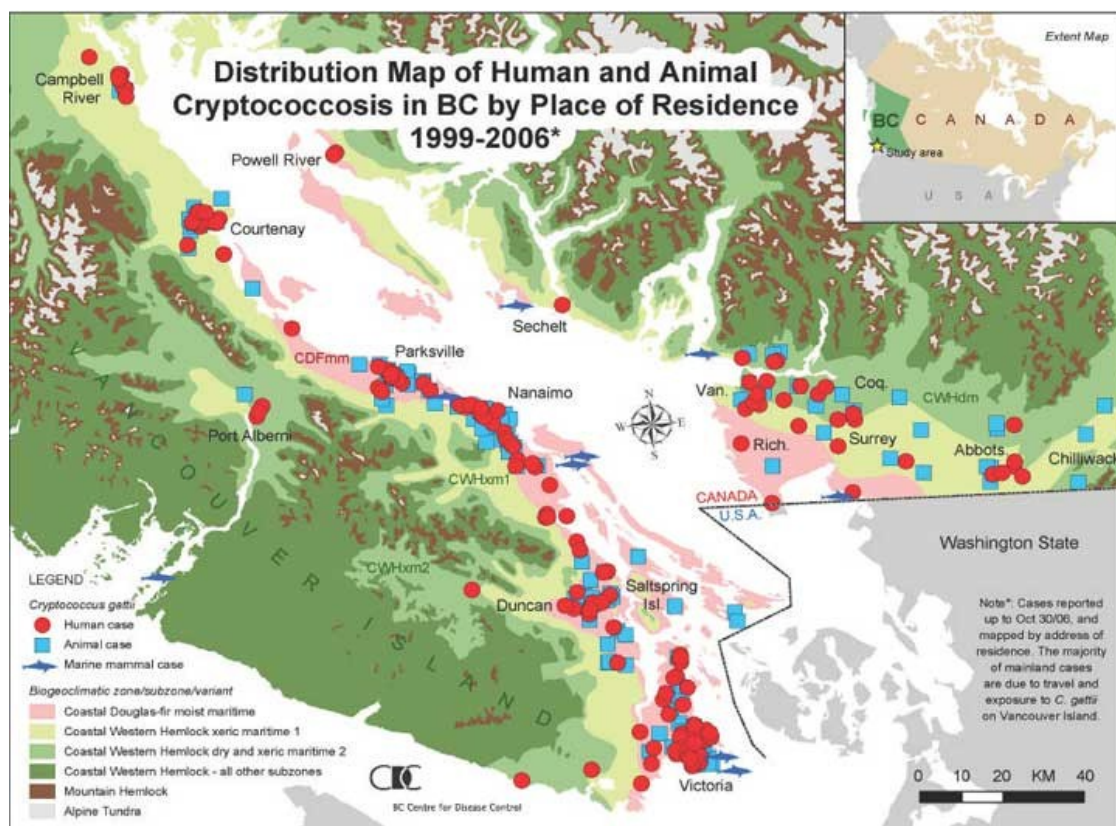 Distribution Map of Human and Animal
Cryptococcosis in BC by Place of Residence
1999-2006*
Extent Map
BC
CANADA
Study area
U S A
Campbell
River
Powell River
Courtenay
Sechelt
CDFmm
Parksville
Nanaimo
Port Alberni
Van.
Coq.
CWHdm
Rich.
Surrey
Abbots.
Chilliwack
N
W
E
S
CWHxm1
CANADA
U.S.A.
Washington State
VANCOUVER ISLAND
CWHxm2
Duncan
Saltspring
Isl.
Victoria
LEGEND
Cryptococcus gattii
Human case
Animal case
Marine mammal case
Biogeoclimatic zone/subzone/variant
Coastal Douglas-fir moist maritime
Coastal Western Hemlock xeric maritime 1
Coastal Western Hemlock dry and xeric maritime 2
Coastal Western Hemlock - all other subzones
Mountain Hemlock
Alpine Tundra
CDC
BC Centre for Disease Control
Note*: Cases reported
up to Oct 30/06, and
mapped by address of
residence. The majority
of mainland cases
are due to travel and
exposure to C. gattii
on Vancouver Island.
0 10 20 KM 40